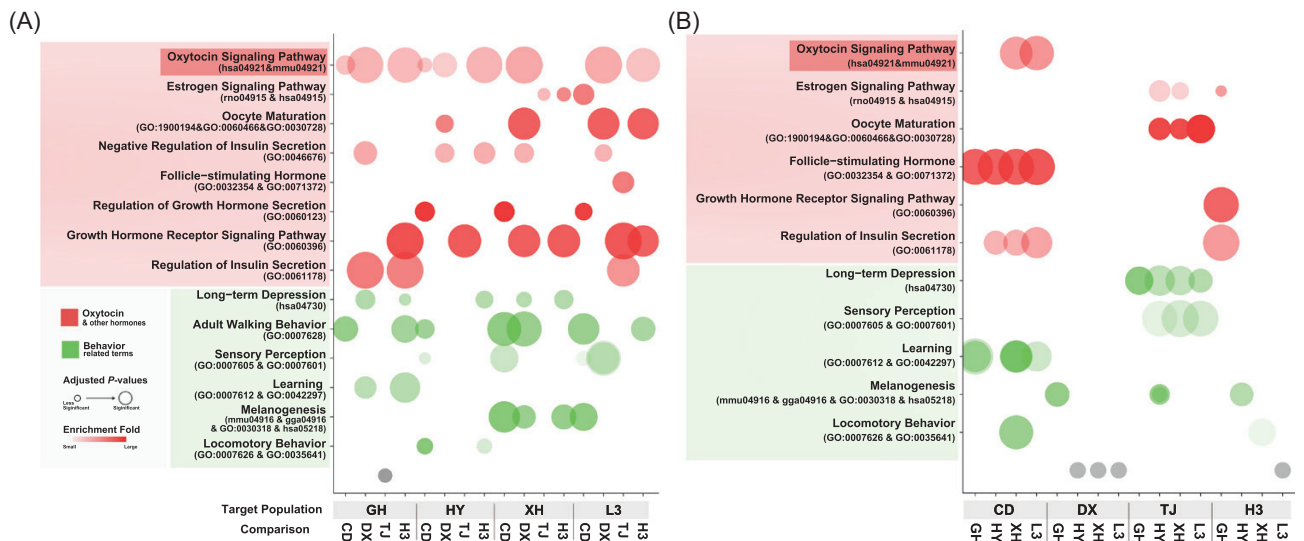 (A)
Oxytocin Signaling Pathway
(hsa04921&mmu04921)
Estrogen Signaling Pathway
(rno04915 & hsa04915)
Oocyte Maturation
(GO:1900194&GO:0060466&GO:0030728)
Negative Regulation of Insulin Secretion
(GO:0046676)
Follicle−stimulating Hormone
(GO:0032354 & GO:0071372)
Regulation of Growth Hormone Secretion
(GO:0060123)
Growth Hormone Receptor Signaling Pathway
(GO:0060396)
Regulation of Insulin Secretion
(GO:0061178)
Long−term Depression
(hsa04730)
Adult Walking Behavior
(GO:0007628)
Sensory Perception
(GO:0007605 & GO:0007601)
Learning
(GO:0007612 & GO:0042297)
Melanogenesis
(mmu04916 & gga04916
& GO:0030318 & hsa05218)
Locomotory Behavior
(GO:0007626 & GO:0035641)
Oxytocin
& other hormones
Behavior
related terms
Adjusted P-values
Less
Siginificant
Siginificant
Enrichment Fold
Small
Large
Target Population
GH HY XH L3
Comparison
CD DX TJ H3 CD DX TJ H3 CD DX TJ H3 CD DX TJ H3
(B)
Oxytocin Signaling Pathway
(hsa04921&mmu04921)
Estrogen Signaling Pathway
(rno04915 & hsa04915)
Oocyte Maturation
(GO:1900194&GO:0060466&GO:0030728)
Follicle−stimulating Hormone
(GO:0032354 & GO:0071372)
Growth Hormone Receptor Signaling Pathway
(GO:0060396)
Regulation of Insulin Secretion
(GO:0061178)
Long−term Depression
(hsa04730)
Sensory Perception
(GO:0007605 & GO:0007601)
Learning
(GO:0007612 & GO:0042297)
Melanogenesis
(mmu04916 & gga04916 & GO:0030318 & hsa05218)
Locomotory Behavior
(GO:0007626 & GO:0035641)
CD DX TJ H3
GH HY XH L3 GH HY XH L3 GH HY XH L3 GH HY XH L3